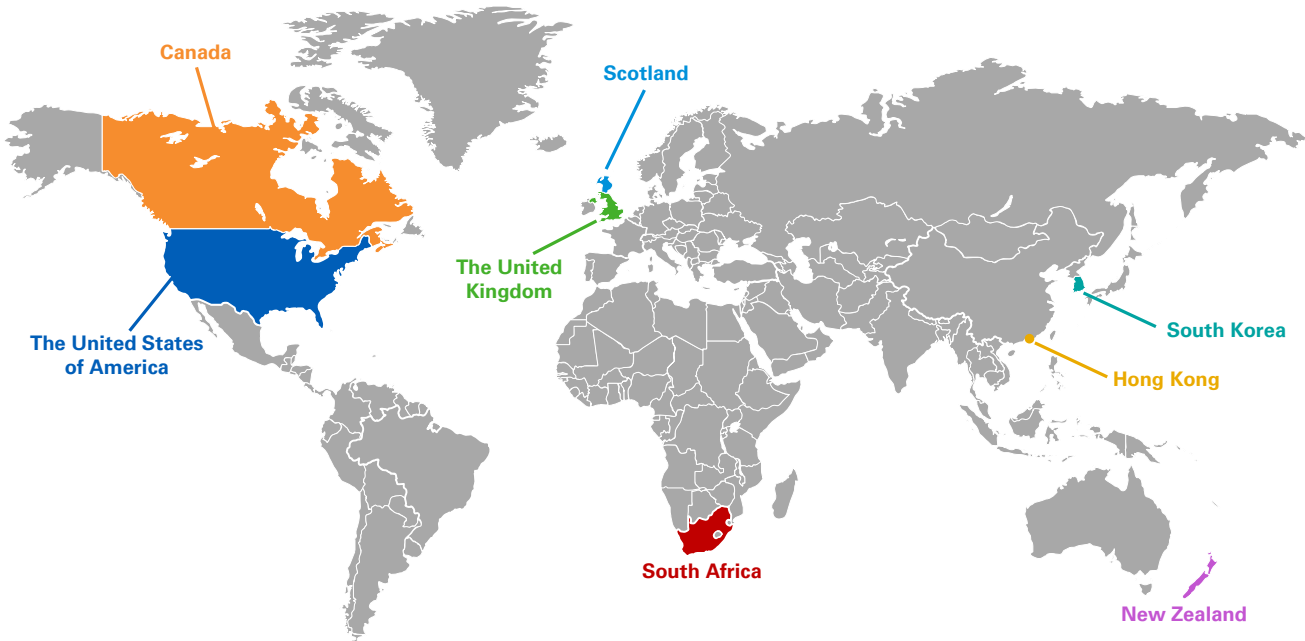 Canada
Scotland
The United
Kingdom
The United States
of America
South Korea
Hong Kong
South Africa
New Zealand